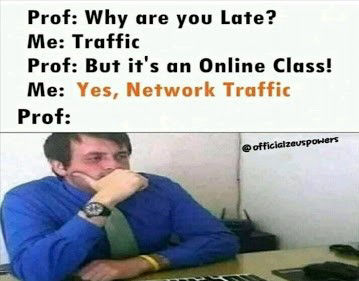 Prof: Why are you Late?
Me: Traffic
Prof: But it's an Online Class!
Me: Yes, Network Traffic
Prof:
@officialzeuspowers